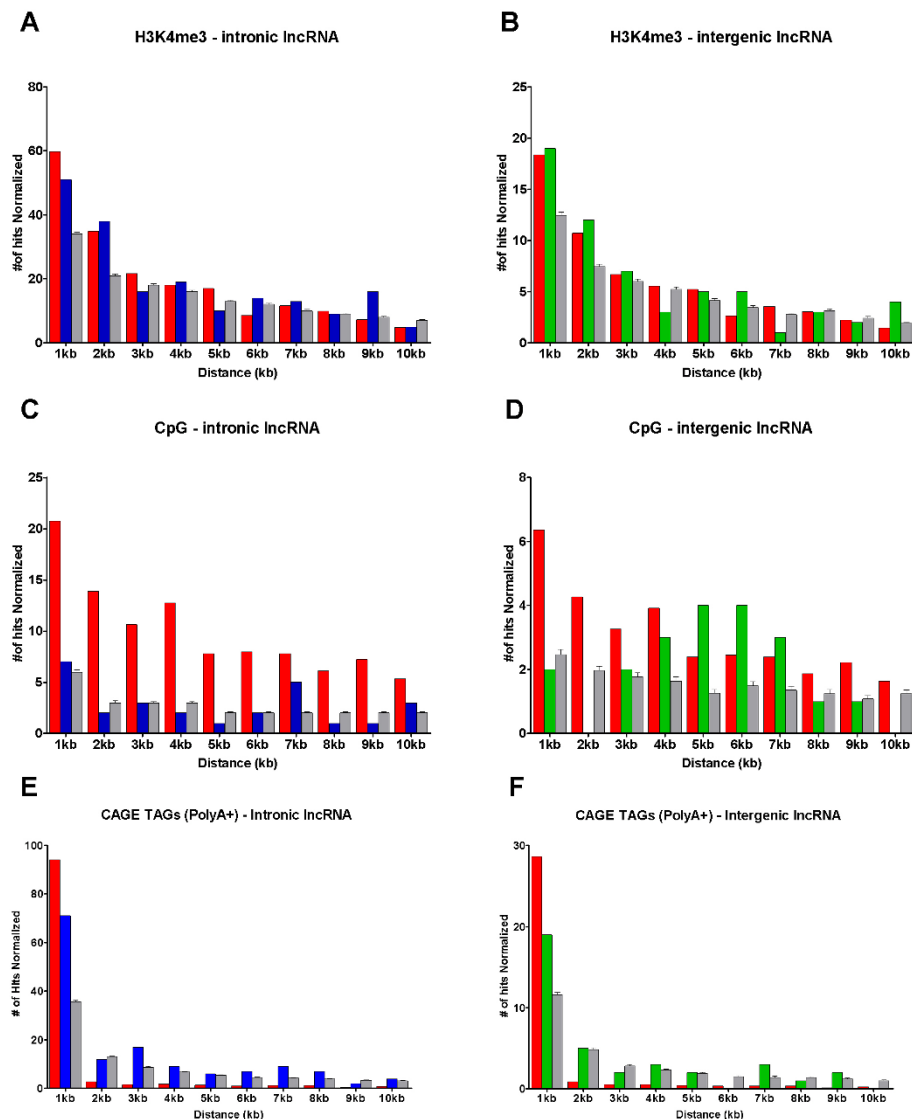 A
H3K4me3 - intronic lncRNA
#of hits Normalized
80
60
40
20
0
1kb 2kb 3kb 4kb 5kb 6kb 7kb 8kb 9kb 10kb
Distance (kb)
B
H3K4me3 - intergenic lncRNA
#of hits Normalized
25
20
15
10
5
0
1kb 2kb 3kb 4kb 5kb 6kb 7kb 8kb 9kb 10kb
Distance (kb)
C
CpG - intronic lncRNA
#of hits Normalized
25
20
15
10
5
0
1kb 2kb 3kb 4kb 5kb 6kb 7kb 8kb 9kb 10kb
Distance (kb)
D
CpG - intergenic lncRNA
#of hits Normalized
8
6
4
2
0
1kb 2kb 3kb 4kb 5kb 6kb 7kb 8kb 9kb 10kb
Distance (kb)
E
CAGE TAGs (PolyA+) - Intronic lncRNA
# of Hits Normalized
100
80
60
40
20
0
1kb 2kb 3kb 4kb 5kb 6kb 7kb 8kb 9kb 10kb
Distance (kb)
F
CAGE TAGs (PolyA+) - Intergenic lncRNA
# of hits Normalized
30
20
10
0
1kb 2kb 3kb 4kb 5kb 6kb 7kb 8kb 9kb 10kb
Distance (kb)